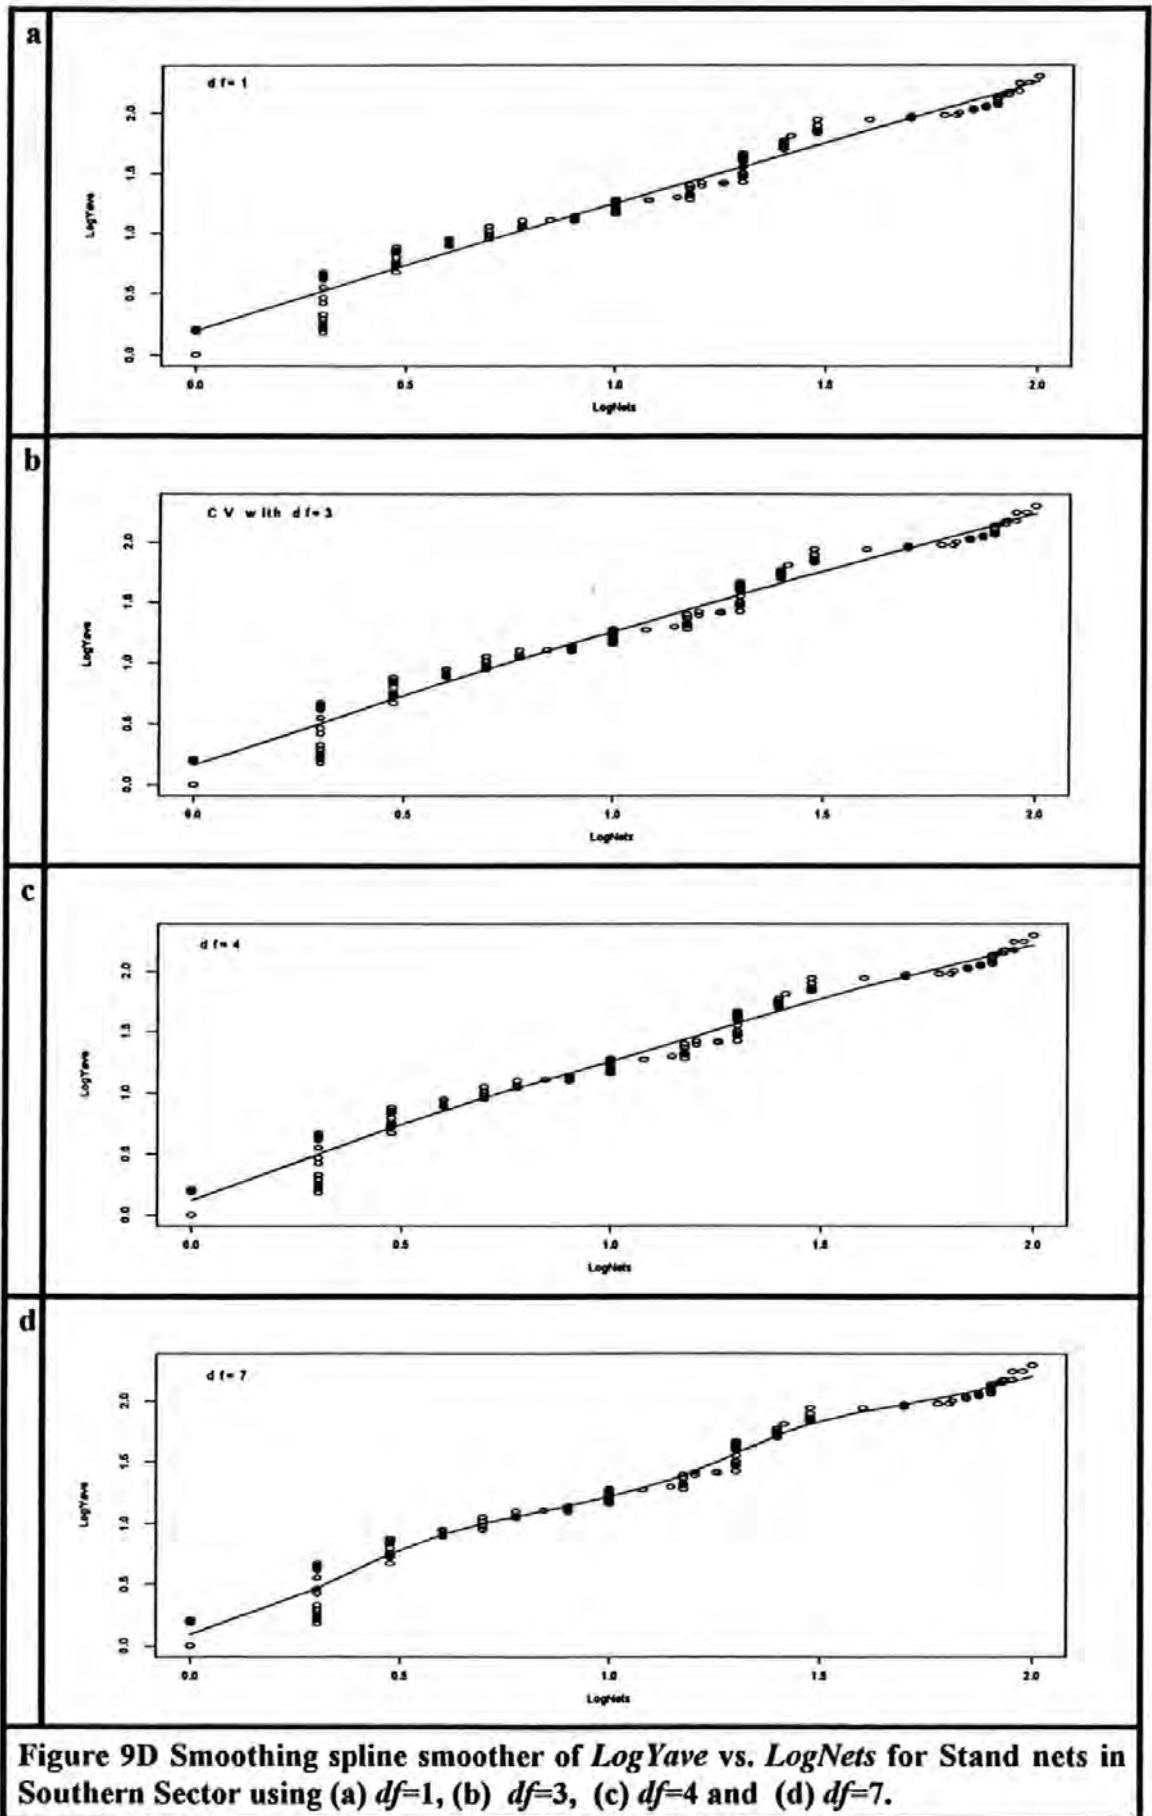 a
df=1
2.0
1.5
1.0
0.5
0.0
LogYave
0.0 0.5 1.0 1.5 2.0
LogNets
b
CV with df=3
2.0
1.5
1.0
0.5
0.0
LogYave
0.0 0.5 1.0 1.5 2.0
LogNets
c
df=4
2.0
1.5
1.0
0.5
0.0
LogYave
0.0 0.5 1.0 1.5 2.0
LogNets
d
df=7
2.0
1.5
1.0
0.5
0.0
LogYave
0.0 0.5 1.0 1.5 2.0
LogNets
Figure 9D Smoothing spline smoother of LogYave vs. LogNets for Stand nets in
Southern Sector using (a) df=1, (b) df=3, (c) df=4 and (d) df=7.